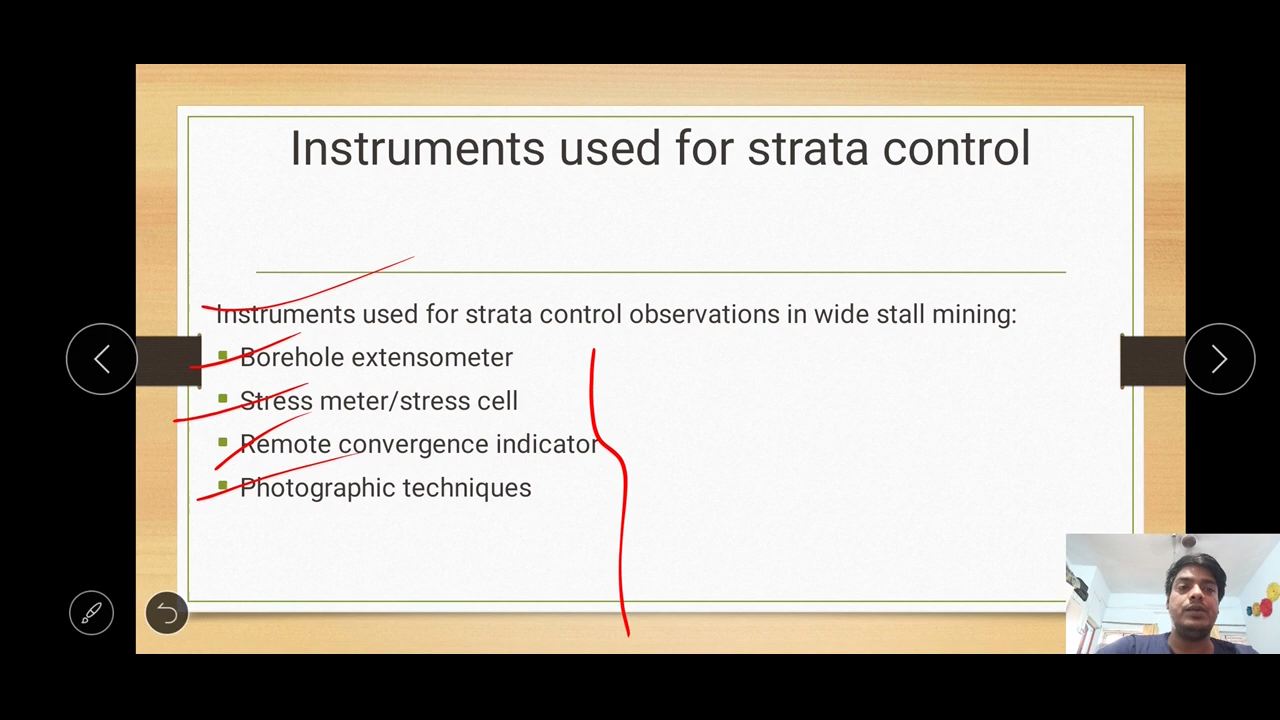 Instruments used for strata control
Instruments used for strata control observations in wide stall mining:
Borehole extensometer
Stress meter/stress cell
Remote convergence indicator
Photographic techniques